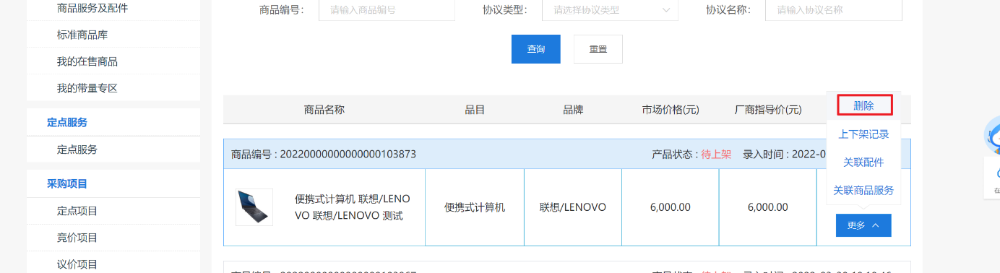 商品服务及配件
标准商品库
我的在售商品
我的带量专区
定点服务
定点服务
采购项目
定点项目
竞价项目
议价项目
商品编号： 请输入商品编号 协议类型： 请选择协议类型 协议名称： 请输入协议名称
查询 重置
商品名称 品目 品牌 市场价格(元) 厂商指导价(元)
删除
上下架记录
关联配件
关联商品服务
更多
商品编号 : 20220000000000000103873 产品状态 : 待上架 录入时间 : 2022-0
便携式计算机 联想/LENO
VO 联想/LENOVO 测试
便携式计算机 联想/LENOVO 6,000.00 6,000.00
在